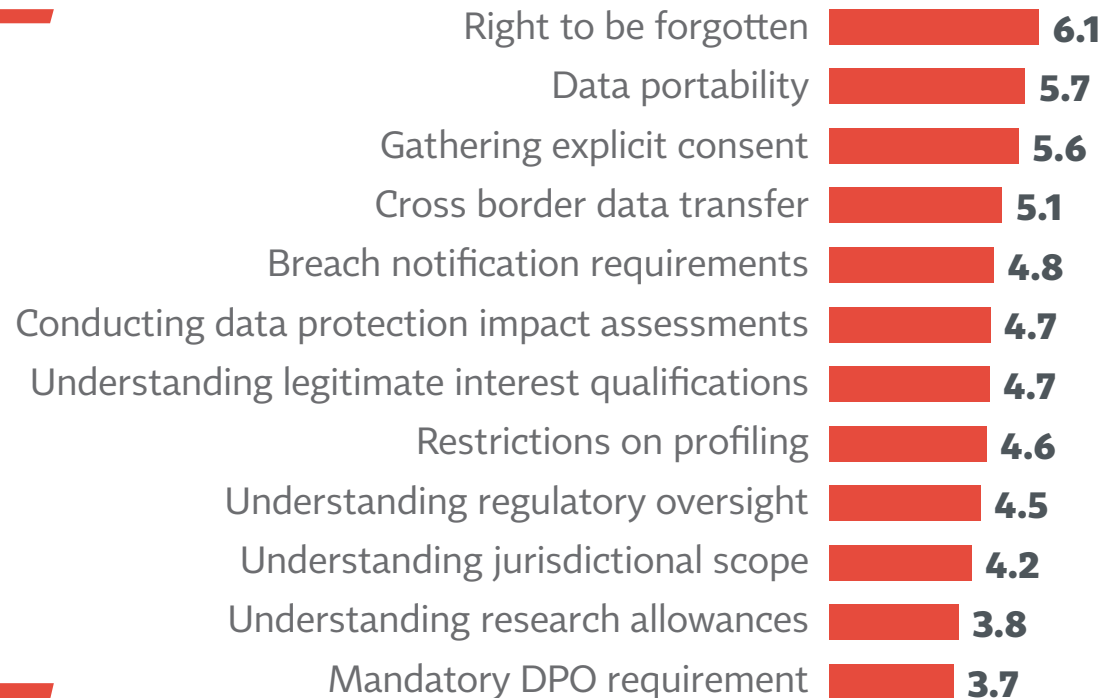 Right to be forgotten 6.1
Data portability 5.7
Gathering explicit consent 5.6
Cross border data transfer 5.1
Breach notification requirements 4.8
Conducting data protection impact assessments 4.7
Understanding legitimate interest qualifications 4.7
Restrictions on profiling 4.6
Understanding regulatory oversight 4.5
Understanding jurisdictional scope 4.2
Understanding research allowances 3.8
Mandatory DPO requirement 3.7